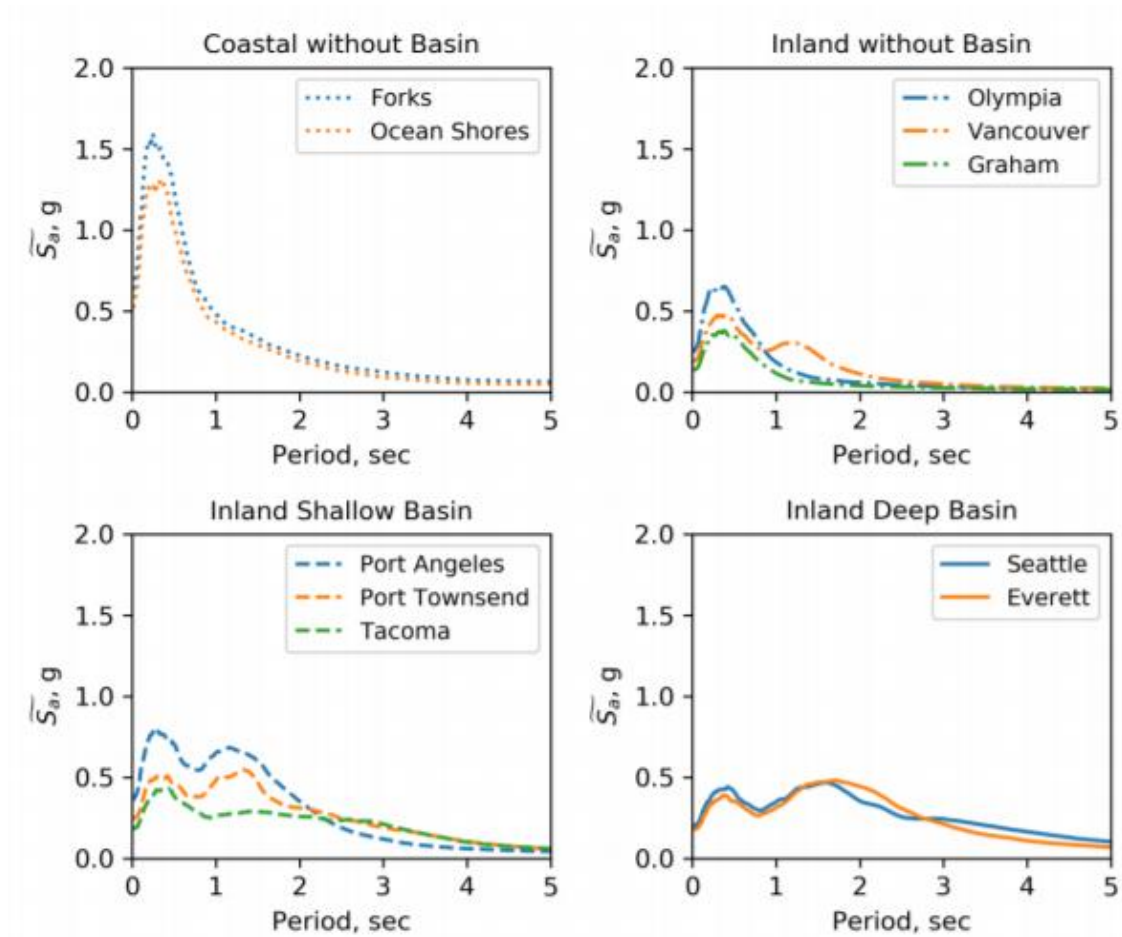 Coastal without Basin
2.0
1.5
1.0
0.5
0.0
S̃a, g
Forks
Ocean Shores
0 1 2 3 4 5
Period, sec
Inland without Basin
2.0
1.5
1.0
0.5
0.0
S̃a, g
Olympia
Vancouver
Graham
0 1 2 3 4 5
Period, sec
Inland Shallow Basin
2.0
1.5
1.0
0.5
0.0
S̃a, g
Port Angeles
Port Townsend
Tacoma
0 1 2 3 4 5
Period, sec
Inland Deep Basin
2.0
1.5
1.0
0.5
0.0
S̃a, g
Seattle
Everett
0 1 2 3 4 5
Period, sec